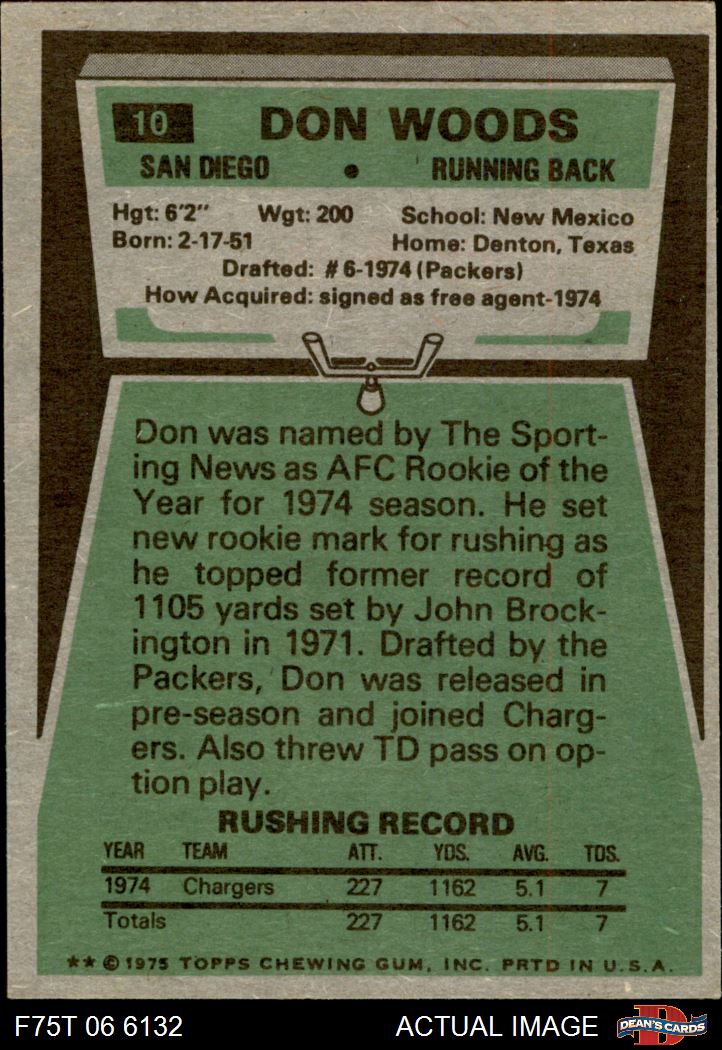 10 DON WOODS
SAN DIEGO • RUNNING BACK
Hgt: 6'2" Wgt: 200 School: New Mexico
Born: 2-17-51 Home: Denton, Texas
Drafted: #6-1974 (Packers)
How Acquired: signed as free agent-1974
Don was named by The Sport-
ing News as AFC Rookie of the
Year for 1974 season. He set
new rookie mark for rushing as
he topped former record of
1105 yards set by John Brock-
ington in 1971. Drafted by the
Packers, Don was released in
pre-season and joined Charg-
ers. Also threw TD pass on op-
tion play.
RUSHING RECORD
YEAR TEAM ATT. YDS. AVG. TDS.
1974 Chargers 227 1162 5.1 7
Totals 227 1162 5.1 7
** © 1975 TOPPS CHEWING GUM, INC. PRTD IN U.S.A.
F75T 06 6132 ACTUAL IMAGE D DEAN'S CARDS